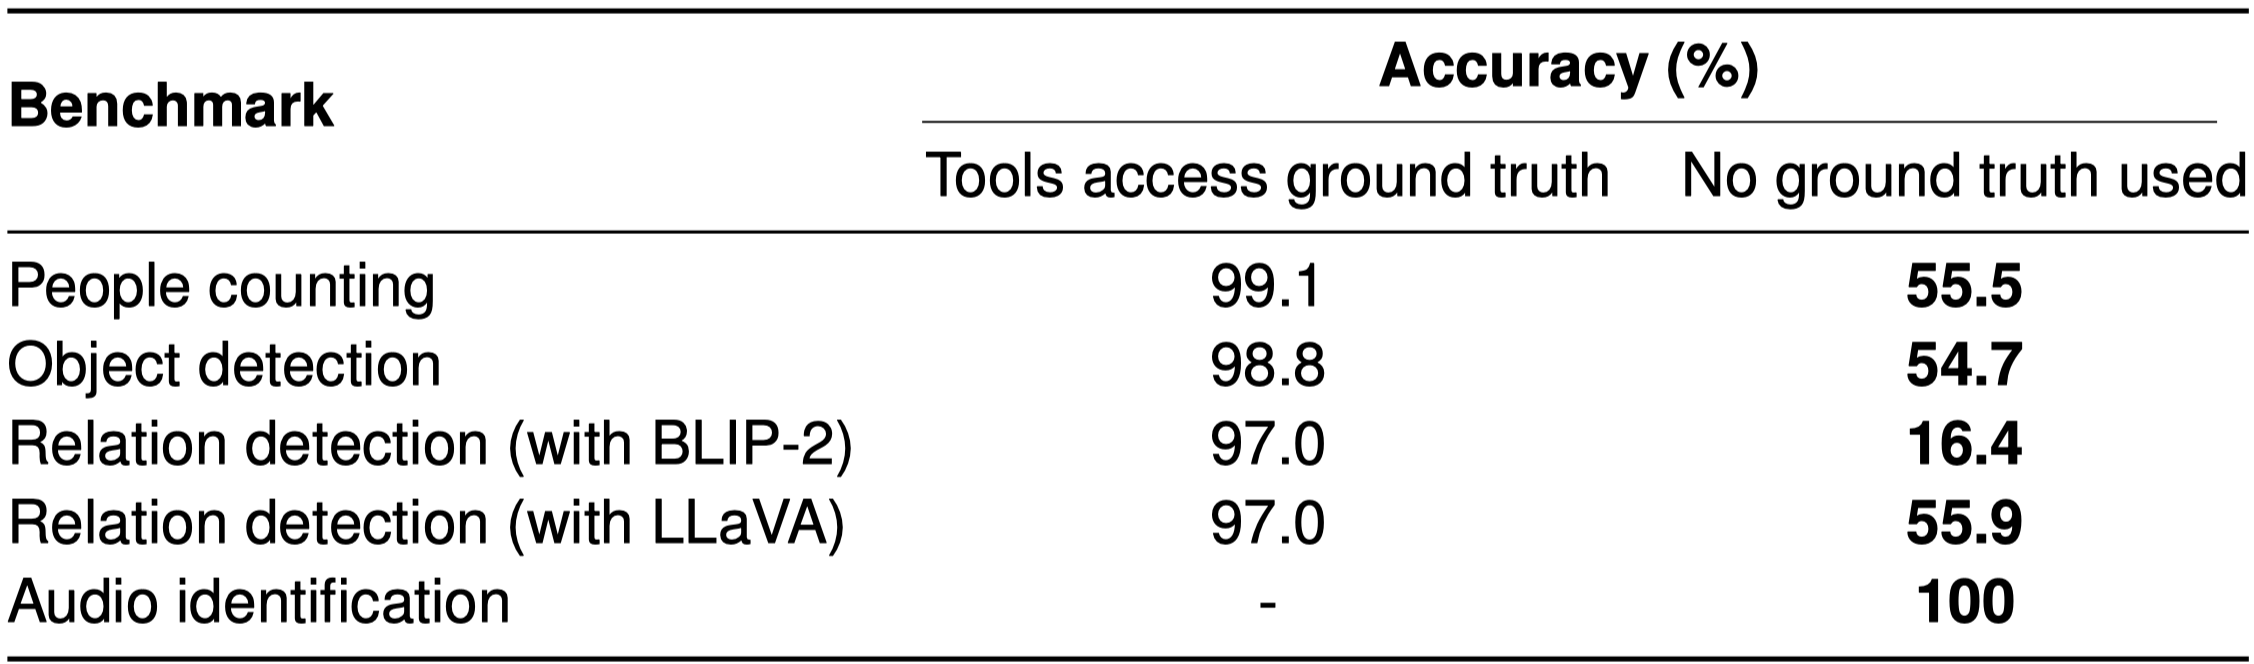 Benchmark
Accuracy (%)
Tools access ground truth No ground truth used
People counting 99.1 55.5
Object detection 98.8 54.7
Relation detection (with BLIP-2) 97.0 16.4
Relation detection (with LLaVA) 97.0 55.9
Audio identification - 100